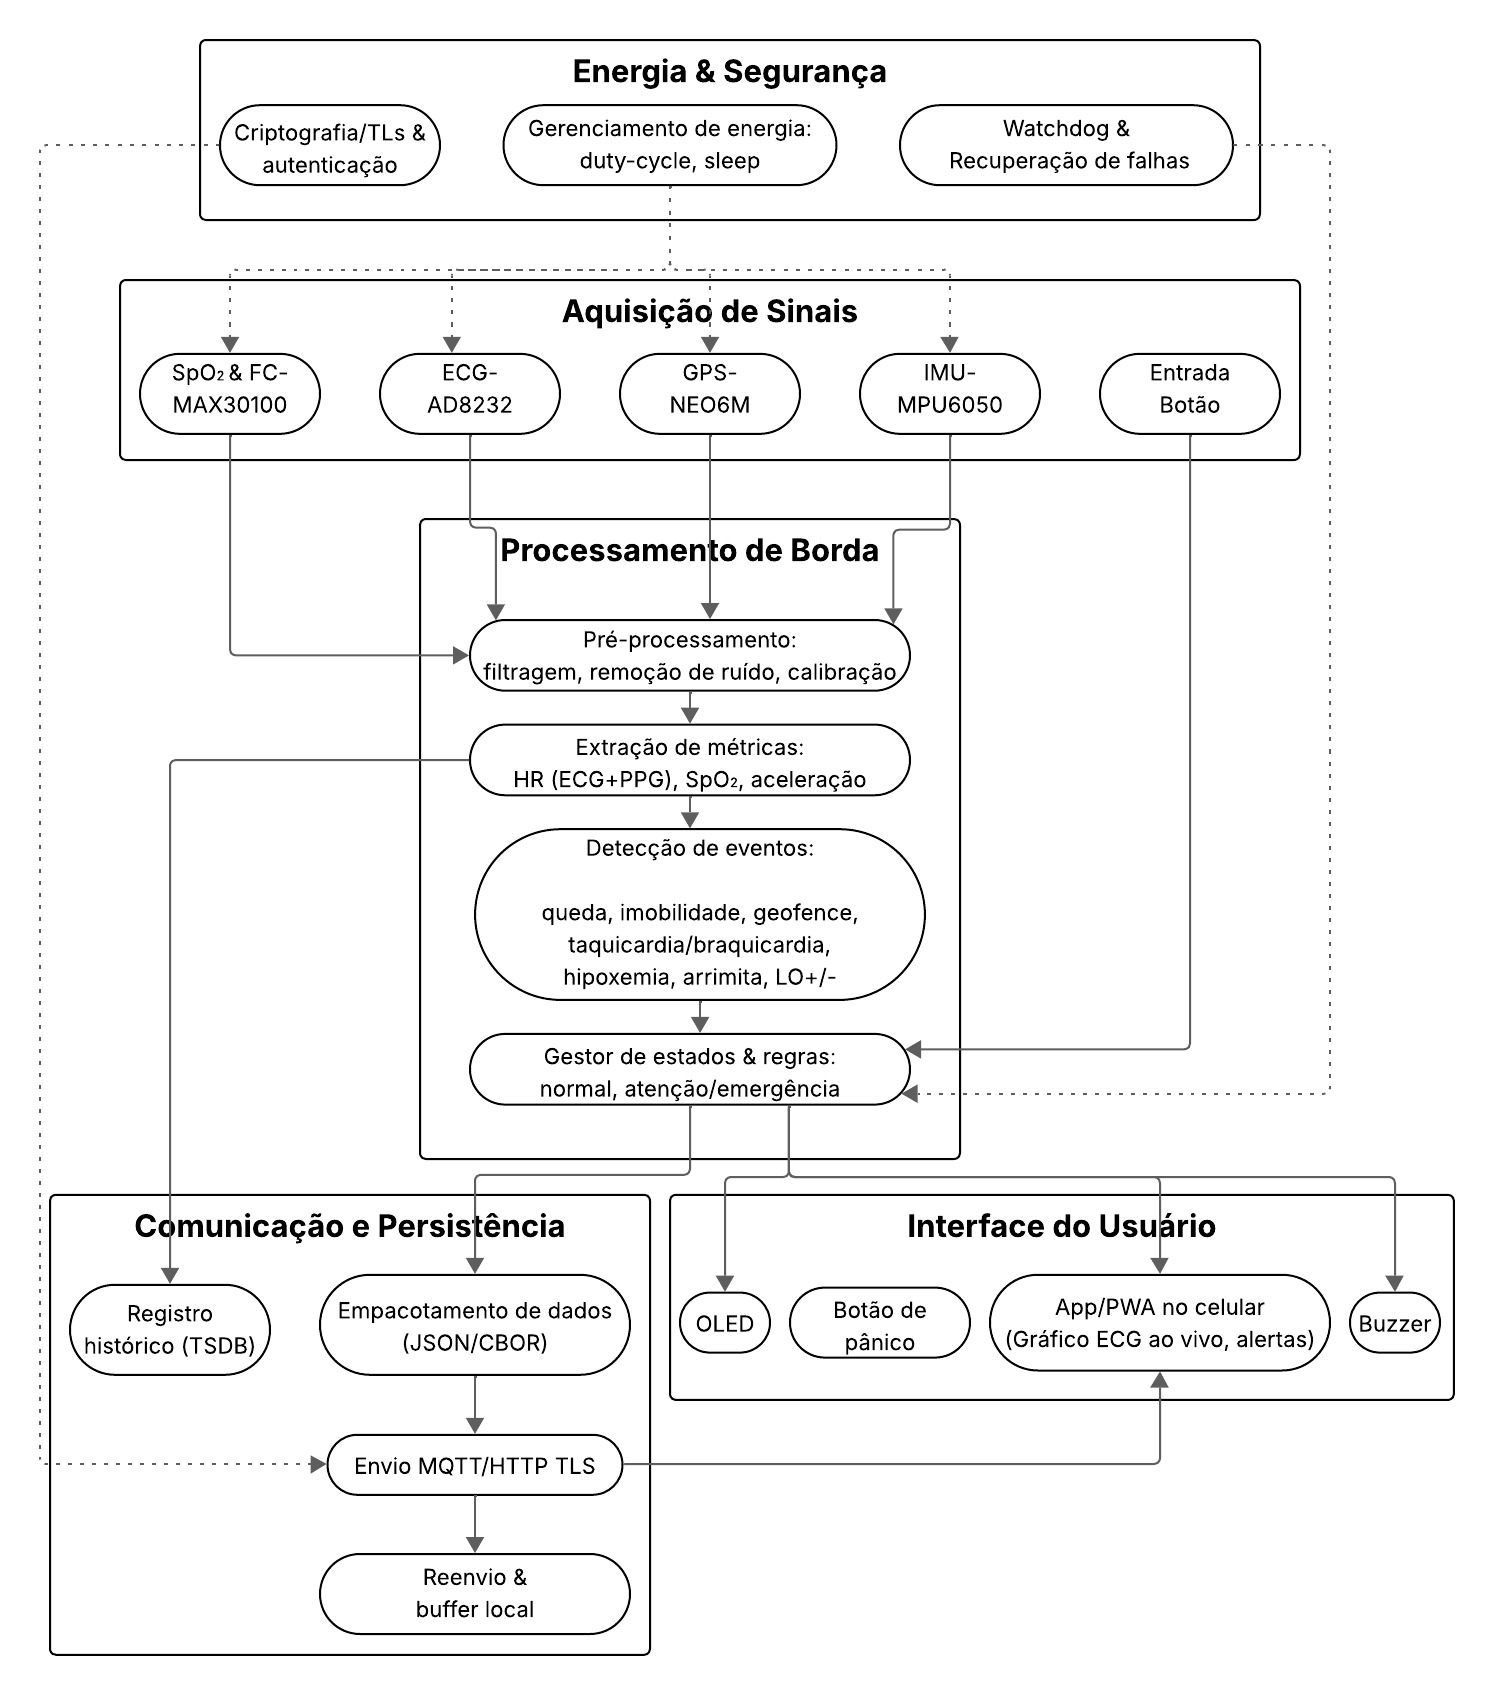 Energia & Segurança
Criptografia/TLs &
autenticação
Gerenciamento de energia:
duty-cycle, sleep
Watchdog &
Recuperação de falhas
Aquisição de Sinais
SpO₂ & FC-
MAX30100
ECG-
AD8232
GPS-
NEO6M
IMU-
MPU6050
Entrada
Botão
Processamento de Borda
Pré-processamento:
filtragem, remoção de ruído, calibração
Extração de métricas:
HR (ECG+PPG), SpO₂, aceleração
Detecção de eventos:
queda, imobilidade, geofence,
taquicardia/braquicardia,
hipoxemia, arrimita, LO+/-
Gestor de estados & regras:
normal, atenção/emergência
Comunicação e Persistência
Registro
histórico (TSDB)
Empacotamento de dados
(JSON/CBOR)
Envio MQTT/HTTP TLS
Reenvio &
buffer local
Interface do Usuário
OLED
Botão de
pânico
App/PWA no celular
(Gráfico ECG ao vivo, alertas)
Buzzer